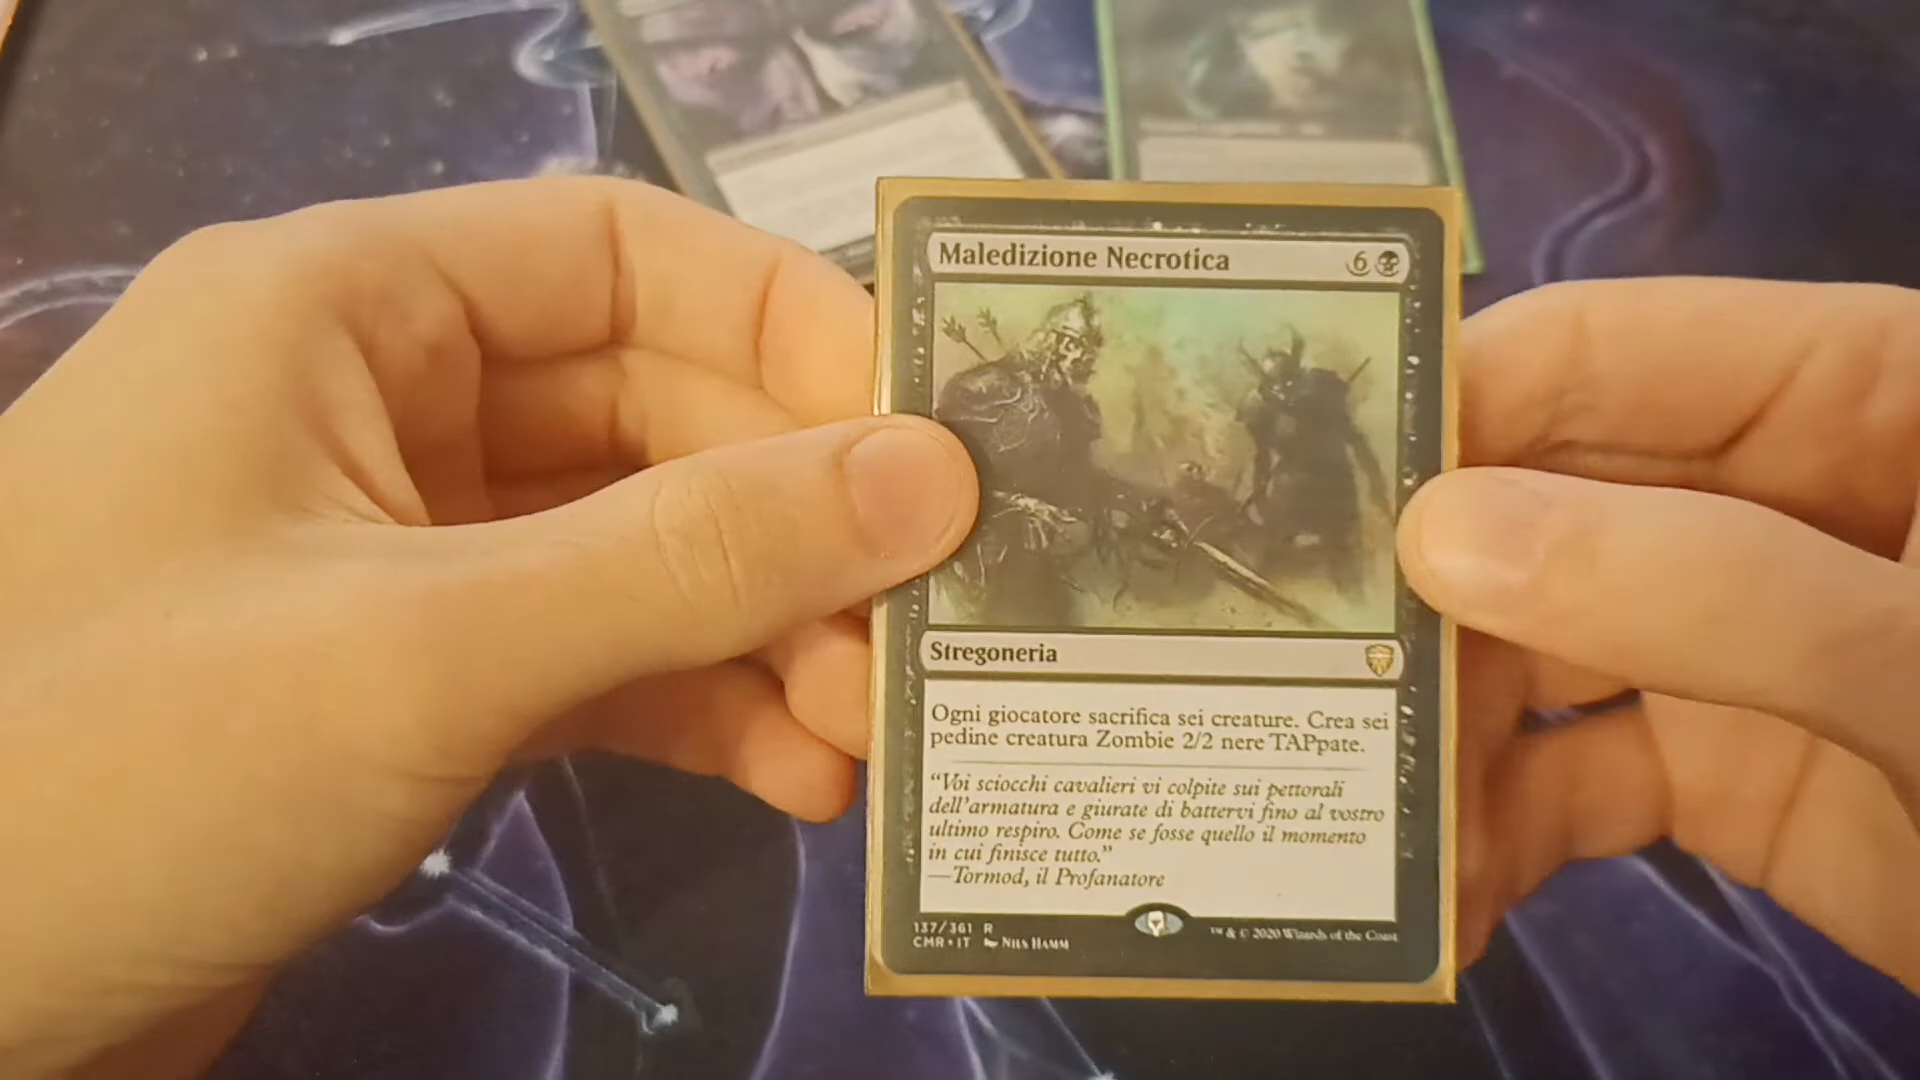 Maledizione Necrotica 6
Stregoneria
Ogni giocatore sacrifica sei creature. Crea sei
pedine creatura Zombie 2/2 nere TAPpate.
“Voi sciocchi cavalieri vi colpite sui pettorali
dell’armatura e giurate di battervi fino al vostro
ultimo respiro. Come se fosse quello il momento
in cui finisce tutto.”
—Tormod, il Profanatore
137/361 R
CMR • IT Nils Hamm
™ & © 2020 Wizards of the Coast